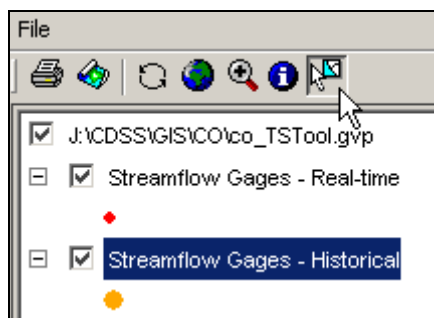 File
J:\CDSS\GIS\CO\co_TSTool.gvp
Streamflow Gages - Real-time
Streamflow Gages - Historical